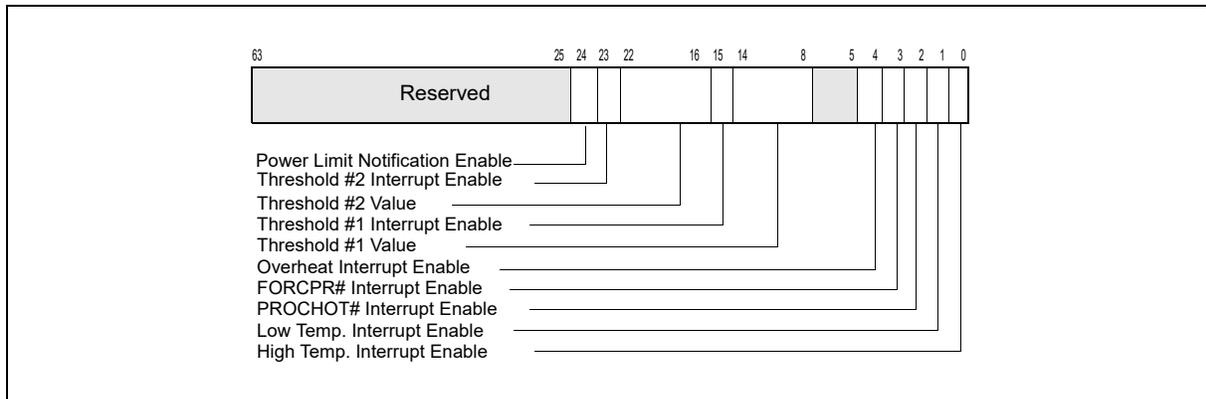 63 25 24 23 22 16 15 14 8 5 4 3 2 1 0
Reserved
Power Limit Notification Enable
Threshold #2 Interrupt Enable
Threshold #2 Value
Threshold #1 Interrupt Enable
Threshold #1 Value
Overheat Interrupt Enable
FORCPR# Interrupt Enable
PROCHOT# Interrupt Enable
Low Temp. Interrupt Enable
High Temp. Interrupt Enable